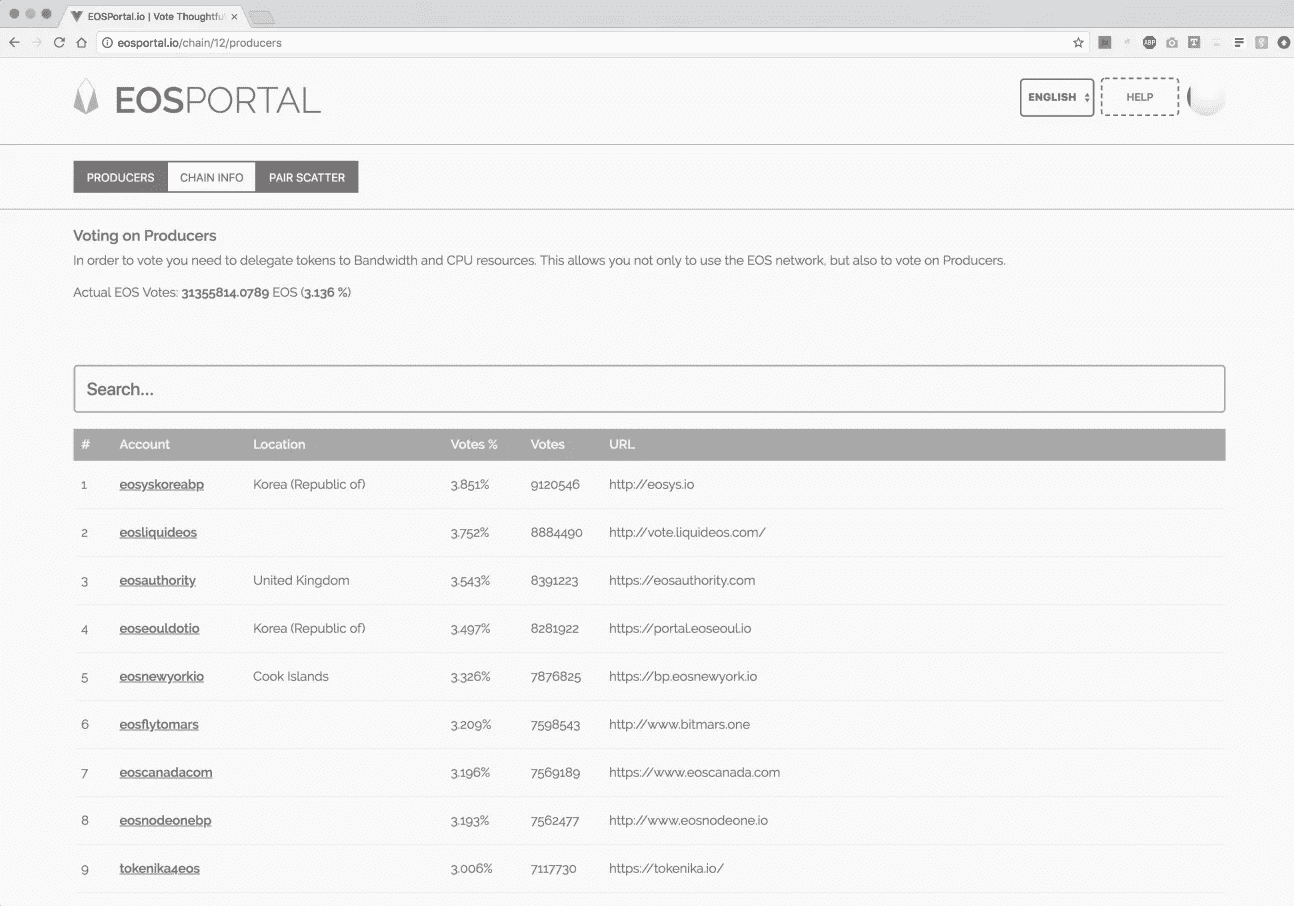 EOSPortal.io | Vote Thoughtfu
eosportal.io/chain/12/producers
ABP
EOSPORTAL
ENGLISH
HELP
PRODUCERS CHAIN INFO PAIR SCATTER
Voting on Producers
In order to vote you need to delegate tokens to Bandwidth and CPU resources. This allows you not only to use the EOS network, but also to vote on Producers.
Actual EOS Votes: 31355814.0789 EOS (3.136 %)
Search...
# Account Location Votes % Votes URL
1 eosyskoreabp Korea (Republic of) 3.851% 9120546 http://eosys.io
2 eosliquideos 3.752% 8884490 http://vote.liquideos.com/
3 eosauthority United Kingdom 3.543% 8391223 https://eosauthority.com
4 eoseouldotio Korea (Republic of) 3.497% 8281922 https://portal.eoseoul.io
5 eosnewyorkio Cook Islands 3.326% 7876825 https://bp.eosnewyork.io
6 eosflytomars 3.209% 7598543 http://www.bitmars.one
7 eoscanadacom 3.196% 7569189 https://www.eoscanada.com
8 eosnodeonebp 3.193% 7562477 http://www.eosnodeone.io
9 tokenika4eos 3.006% 7117730 https://tokenika.io/